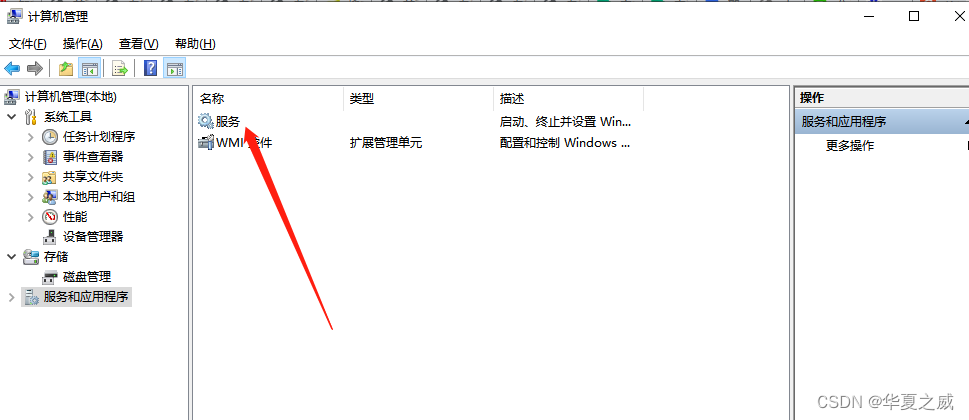 计算机管理
文件(F) 操作(A) 查看(V) 帮助(H)
计算机管理(本地)
系统工具
任务计划程序
事件查看器
共享文件夹
本地用户和组
性能
设备管理器
存储
磁盘管理
服务和应用程序
名称 类型 描述
服务 启动、终止并设置 Win...
WMI 件 扩展管理单元 配置和控制 Windows ...
操作
服务和应用程序
更多操作
CSDN @华夏之威